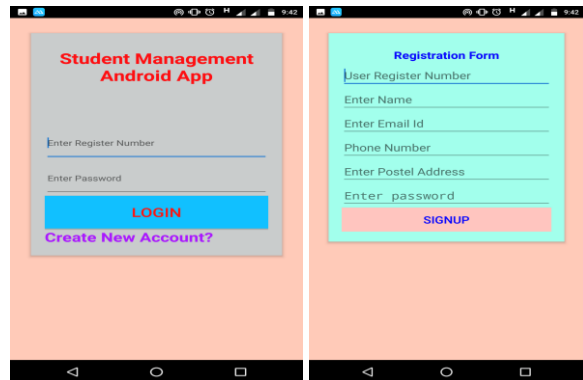 H 9:42
Student Management
Android App
Enter Register Number
Enter Password
LOGIN
Create New Account?
H 9:42
Registration Form
User Register Number
Enter Name
Enter Email Id
Phone Number
Enter Postel Address
Enter password
SIGNUP